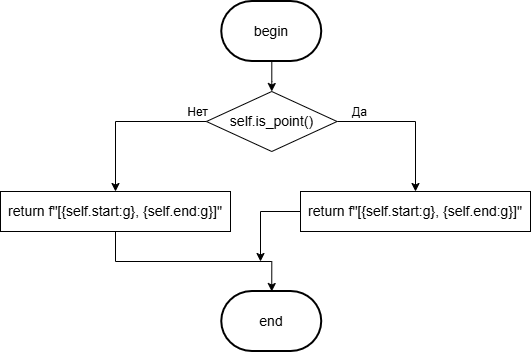 begin
Нет
Да
self.is_point()
return f"[{self.start:g}, {self.end:g}]"
return f"[{self.start:g}, {self.end:g}]"
end